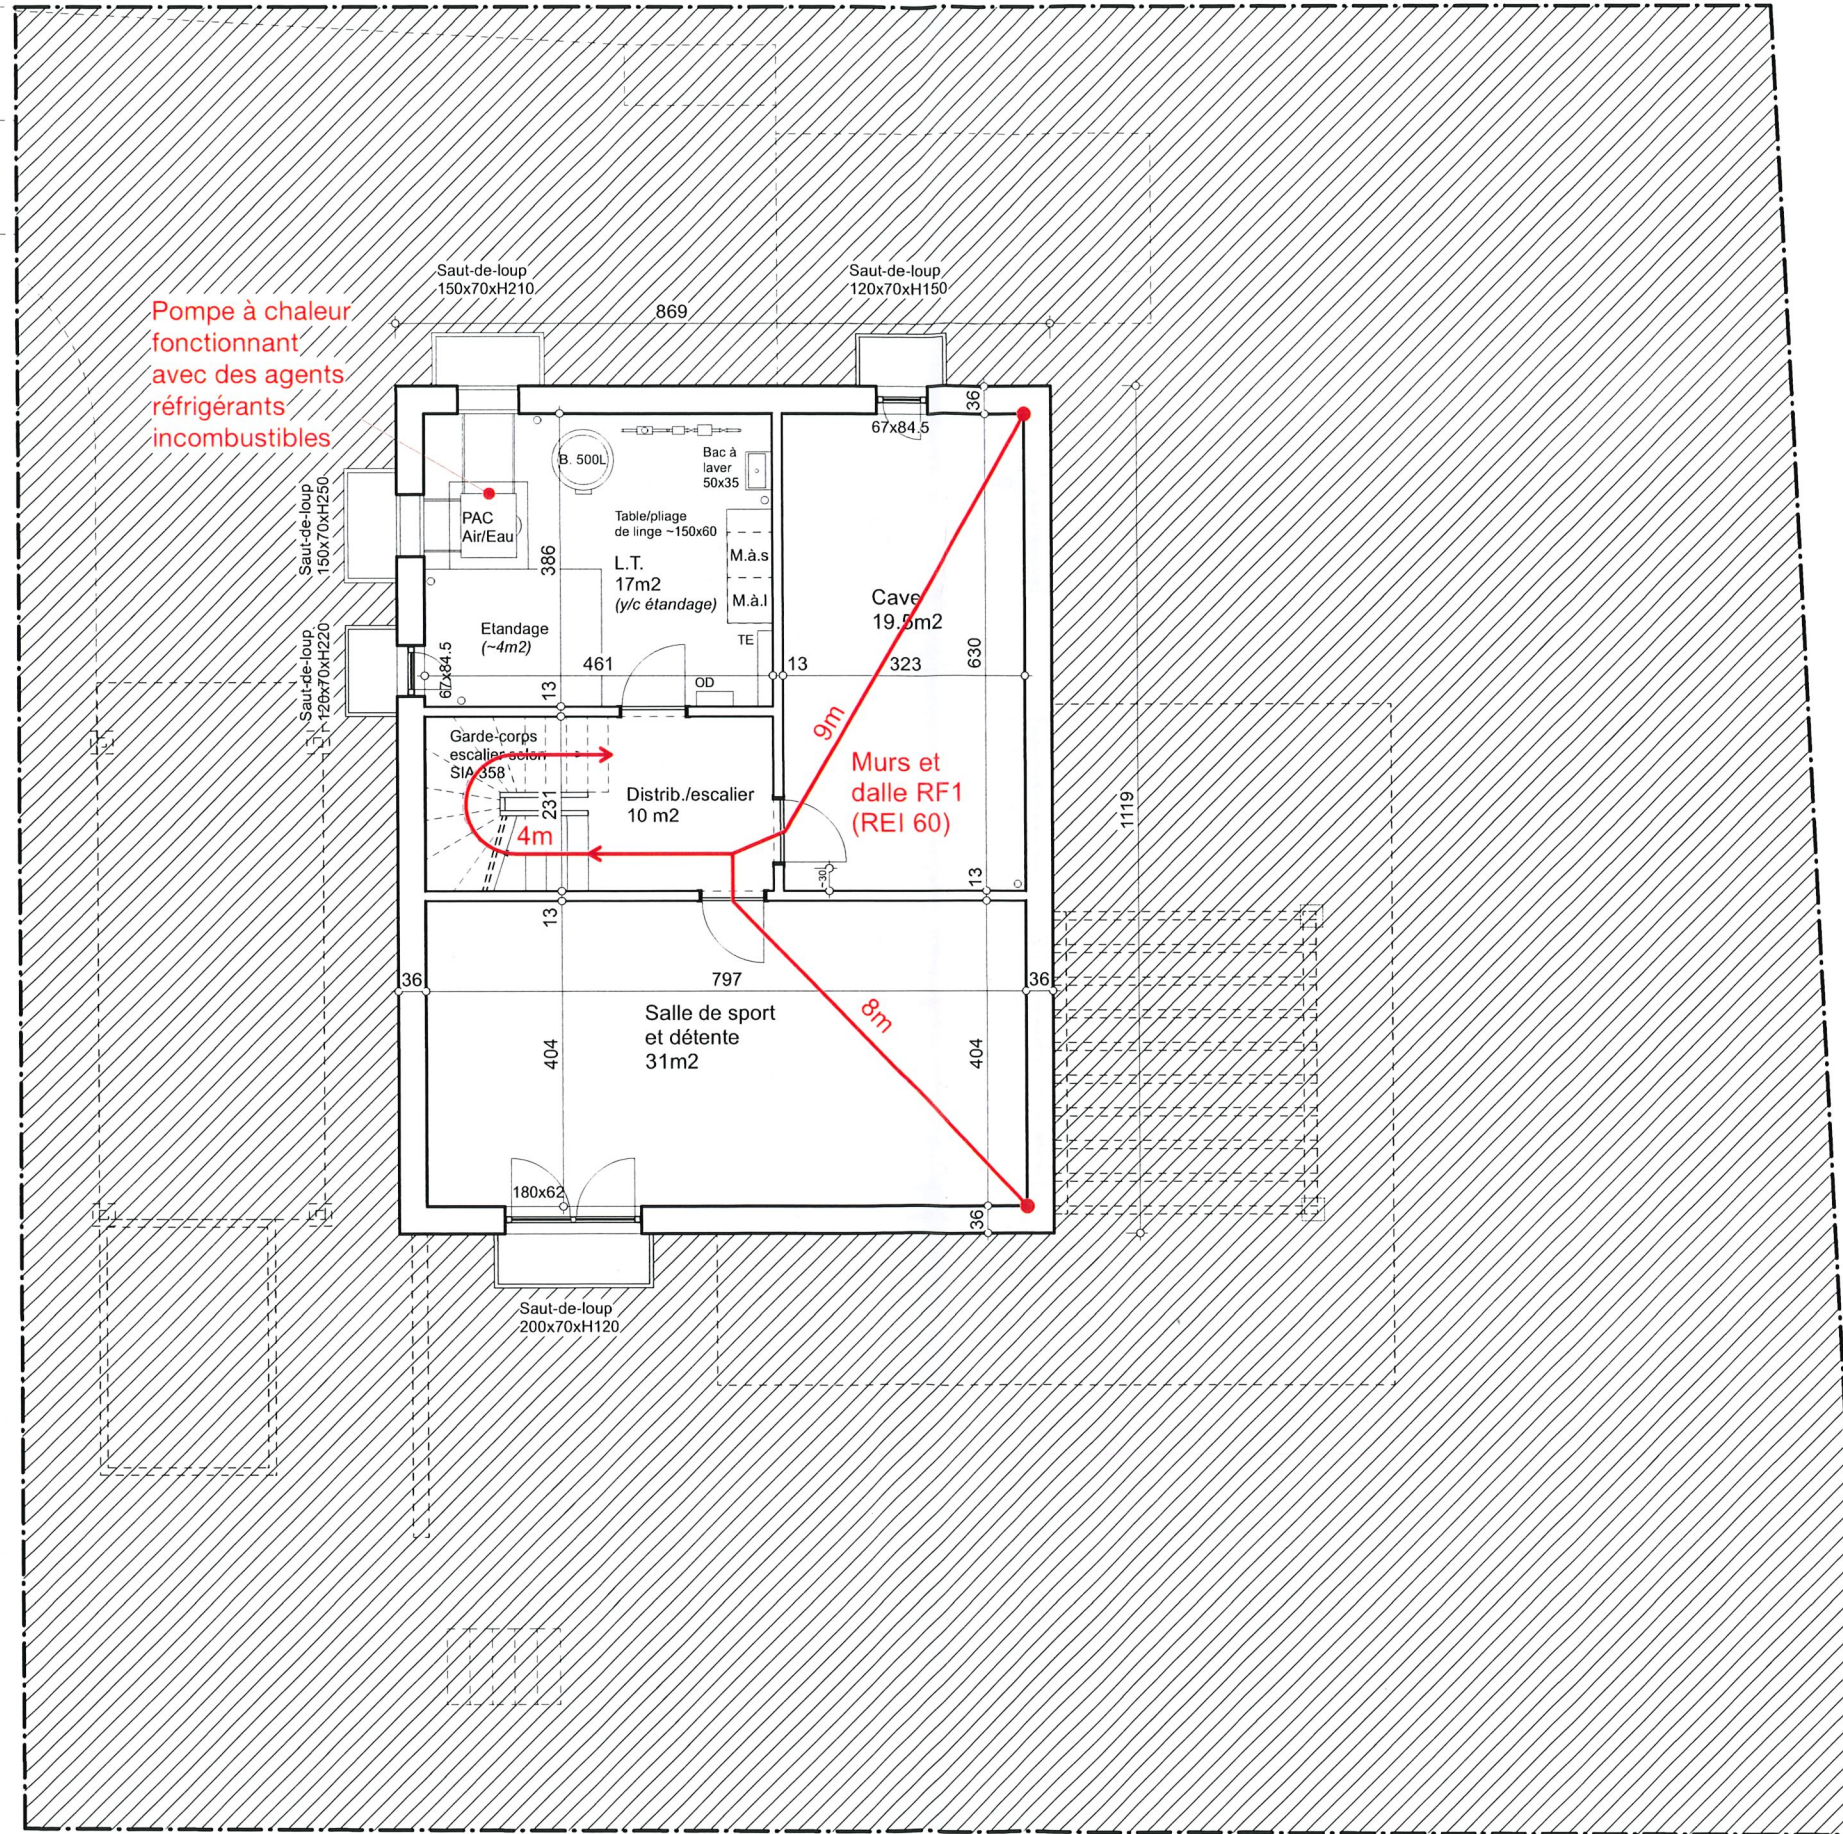 Saut-de-loup
150x70xH210
Saut-de-loup
120x70xH150
Pompe à chaleur
fonctionnant
avec des agents
réfrigérants
incombustibles
869
36
67x84.5
B. 500L
Bac à
laver
50x35
Saut-de-loup
150x70xH250
PAC
Air/Eau
Table/pliage
de linge ~150x60
386
M.à.s
L.T.
17m2
(y/c étandage)
M.à.l
Cave
19.5m2
Etandage
(~4m2)
TE
Saut-de-loup
120x70xH220
67x84.5
461
13
323
630
13
OD
9m
Garde-corps
escalier selon
SIA 358
Murs et
dalle RF1
(REI 60)
231
Distrib./escalier
10 m2
1119
4m
~30
13
13
36
797
36
8m
Salle de sport
et détente
31m2
404
404
180x62
36
Saut-de-loup
200x70xH120